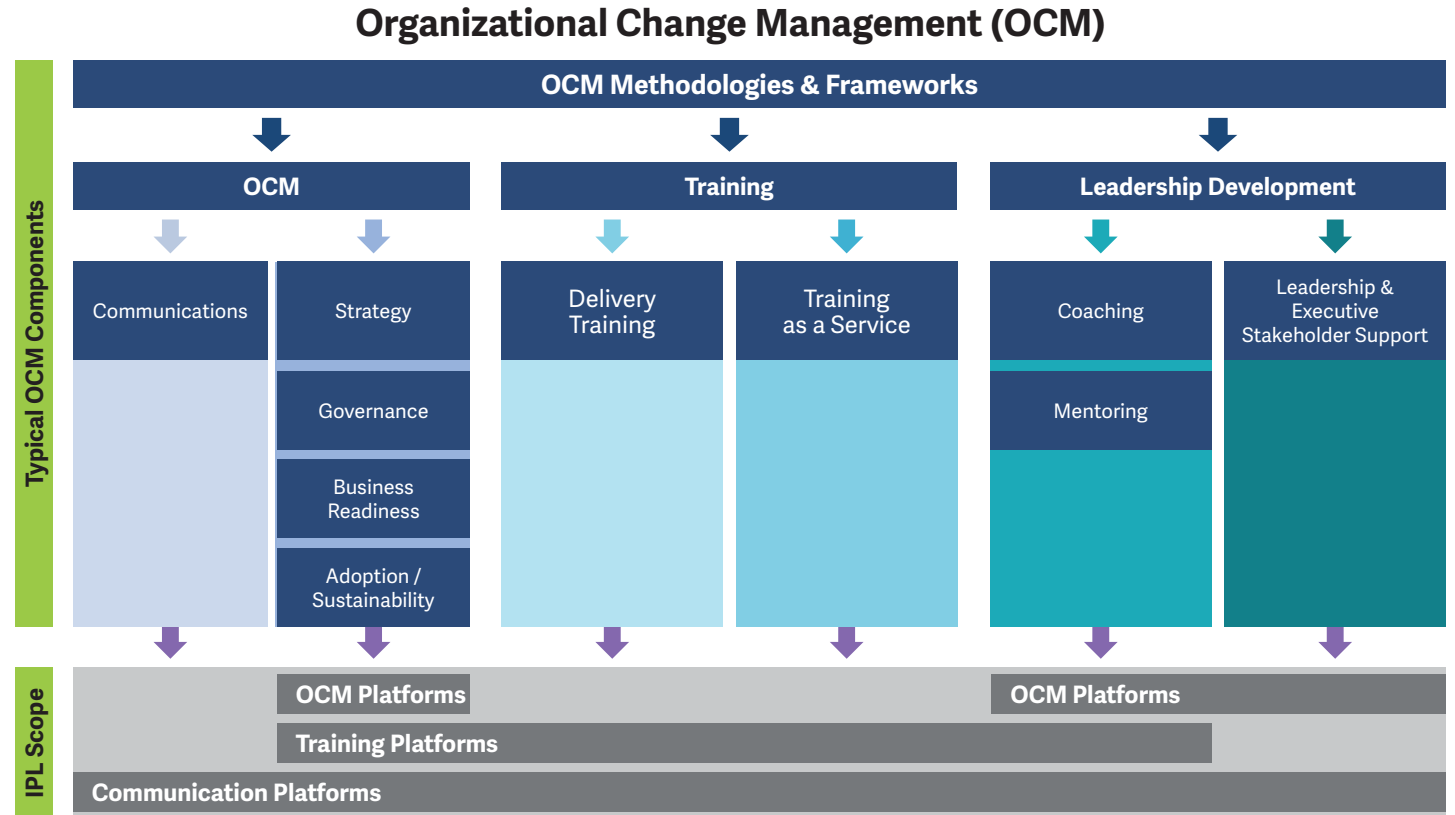 Organizational Change Management (OCM)
Typical OCM Components
OCM Methodologies & Frameworks
OCM
Training
Leadership Development
Communications
Strategy
Governance
Business
Readiness
Adoption /
Sustainability
Delivery
Training
Training
as a Service
Coaching
Mentoring
Leadership &
Executive
Stakeholder Support
IPL Scope
OCM Platforms
OCM Platforms
Training Platforms
Communication Platforms